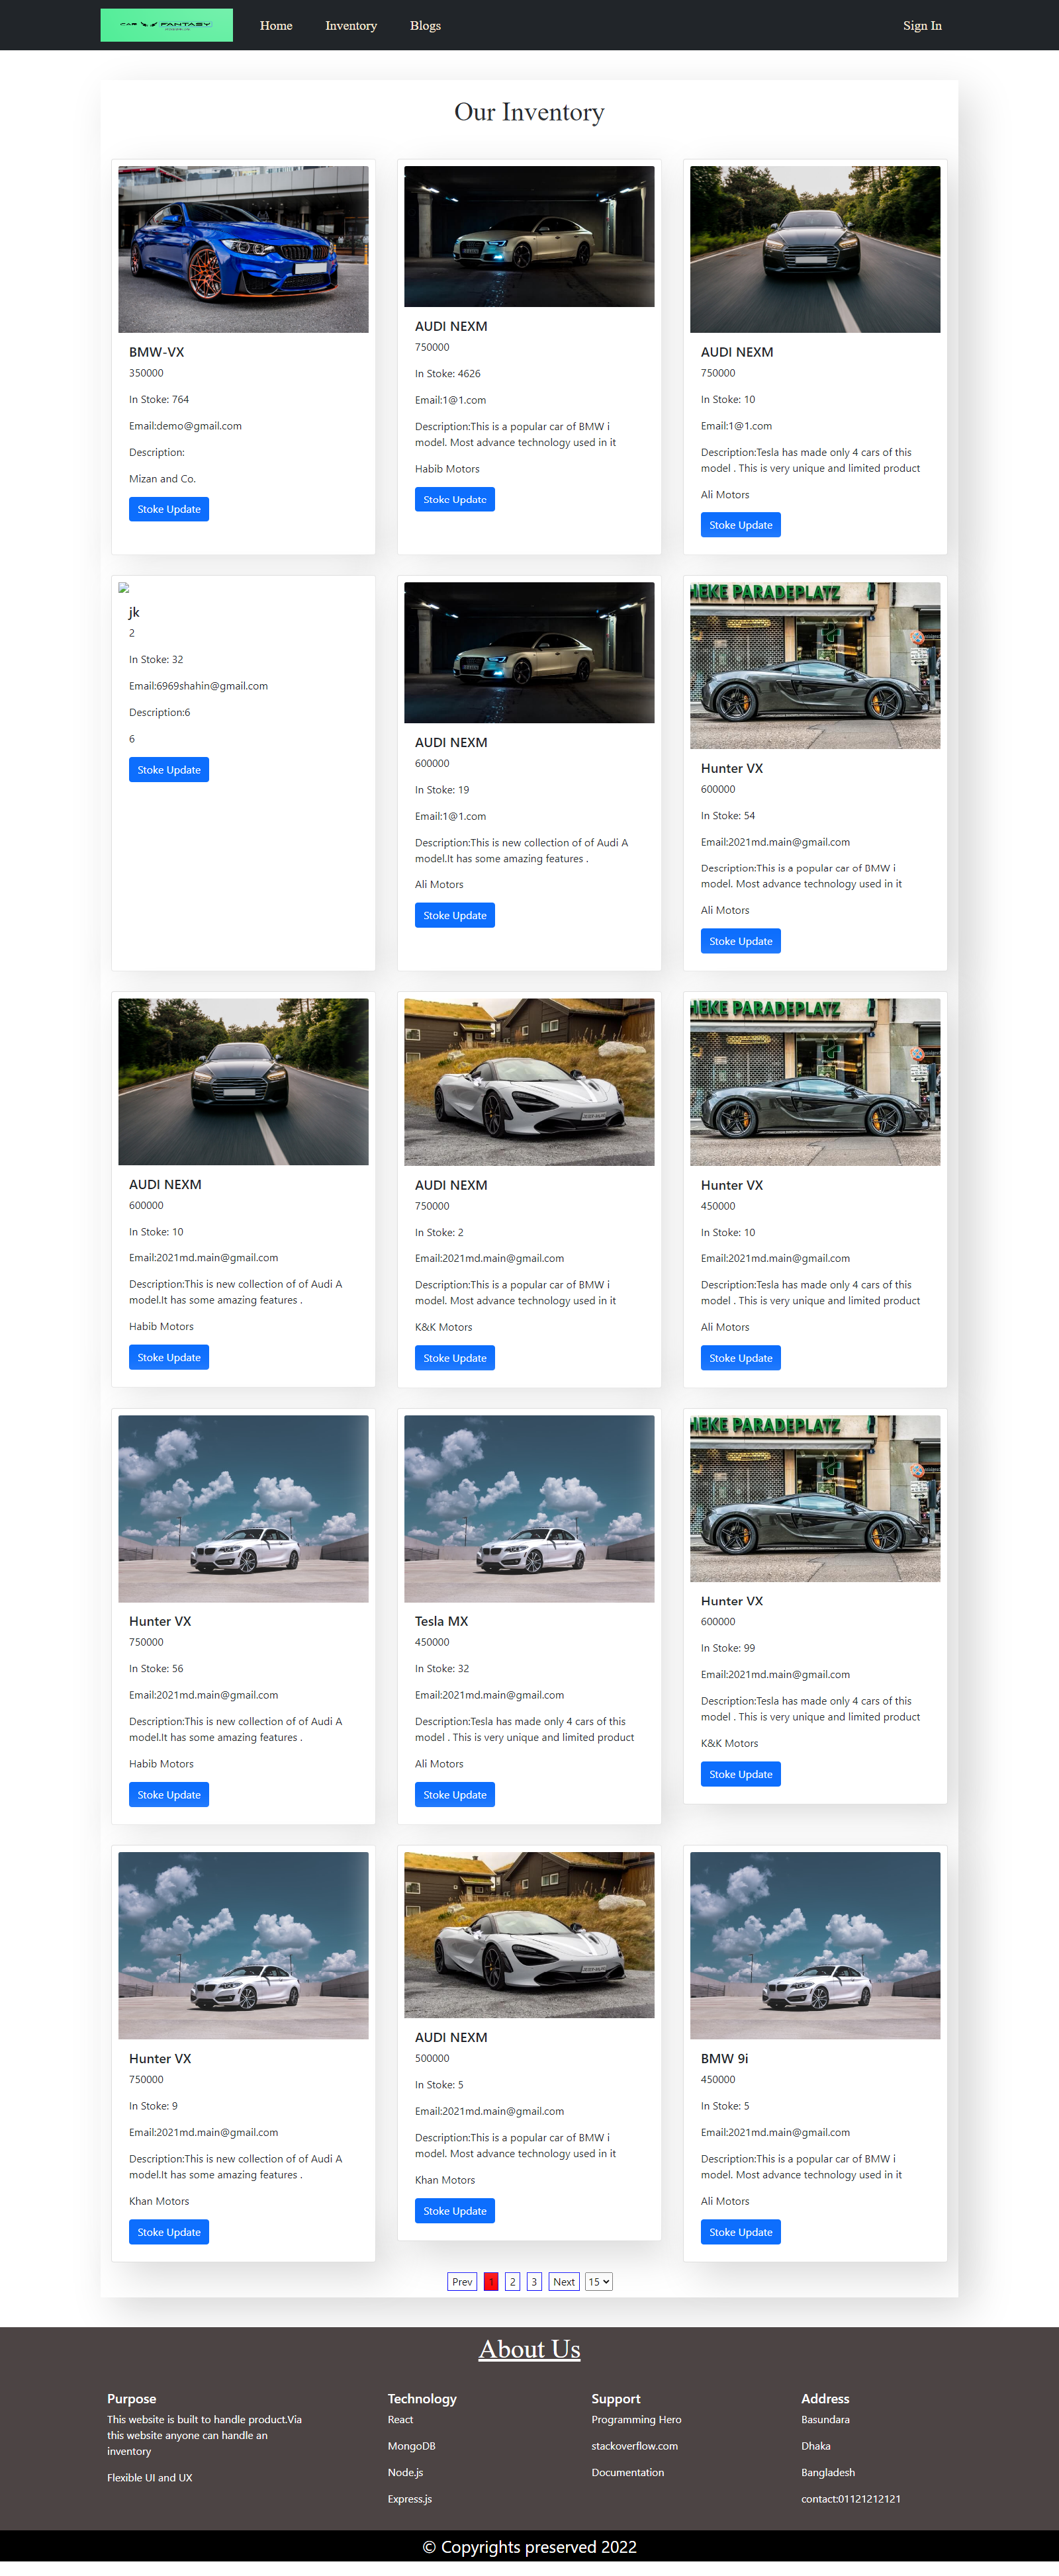 CAR FANTASY
Home
Inventory
Blogs
Sign In
Our Inventory
BMW-VX
350000
In Stoke: 764
Email:demo@gmail.com
Description:
Mizan and Co.
Stoke Update
AUDI NEXM
750000
In Stoke: 4626
Email:1@1.com
Description:This is a popular car of BMW i
model. Most advance technology used in it
Habib Motors
Stoke Update
AUDI NEXM
750000
In Stoke: 10
Email:1@1.com
Description:Tesla has made only 4 cars of this
model . This is very unique and limited product
Ali Motors
Stoke Update
jk
2
In Stoke: 32
Email:6969shahin@gmail.com
Description:6
6
Stoke Update
AUDI NEXM
600000
In Stoke: 19
Email:1@1.com
Description:This is new collection of of Audi A
model.It has some amazing features .
Ali Motors
Stoke Update
HEKE PARADEPLATZ
Hunter VX
600000
In Stoke: 54
Email:2021md.main@gmail.com
Description:This is a popular car of BMW i
model. Most advance technology used in it
Ali Motors
Stoke Update
AUDI NEXM
600000
In Stoke: 10
Email:2021md.main@gmail.com
Description:This is new collection of of Audi A
model.It has some amazing features .
Habib Motors
Stoke Update
AUDI NEXM
750000
In Stoke: 2
Email:2021md.main@gmail.com
Description:This is a popular car of BMW i
model. Most advance technology used in it
K&K Motors
Stoke Update
HEKE PARADEPLATZ
Hunter VX
450000
In Stoke: 10
Email:2021md.main@gmail.com
Description:Tesla has made only 4 cars of this
model . This is very unique and limited product
Ali Motors
Stoke Update
Hunter VX
750000
In Stoke: 56
Email:2021md.main@gmail.com
Description:This is new collection of of Audi A
model.It has some amazing features .
Habib Motors
Stoke Update
Tesla MX
450000
In Stoke: 32
Email:2021md.main@gmail.com
Description:Tesla has made only 4 cars of this
model . This is very unique and limited product
Ali Motors
Stoke Update
HEKE PARADEPLATZ
Hunter VX
600000
In Stoke: 99
Email:2021md.main@gmail.com
Description:Tesla has made only 4 cars of this
model . This is very unique and limited product
K&K Motors
Stoke Update
Hunter VX
750000
In Stoke: 9
Email:2021md.main@gmail.com
Description:This is new collection of of Audi A
model.It has some amazing features .
Khan Motors
Stoke Update
AUDI NEXM
500000
In Stoke: 5
Email:2021md.main@gmail.com
Description:This is a popular car of BMW i
model. Most advance technology used in it
Khan Motors
Stoke Update
BMW 9i
450000
In Stoke: 5
Email:2021md.main@gmail.com
Description:This is a popular car of BMW i
model. Most advance technology used in it
Ali Motors
Stoke Update
Prev 1 2 3 Next 15
About Us
Purpose
This website is built to handle product.Via
this website anyone can handle an
inventory
Flexible UI and UX
Technology
React
MongoDB
Node.js
Express.js
Support
Programming Hero
stackoverflow.com
Documentation
Address
Basundara
Dhaka
Bangladesh
contact:01121212121
© Copyrights preserved 2022